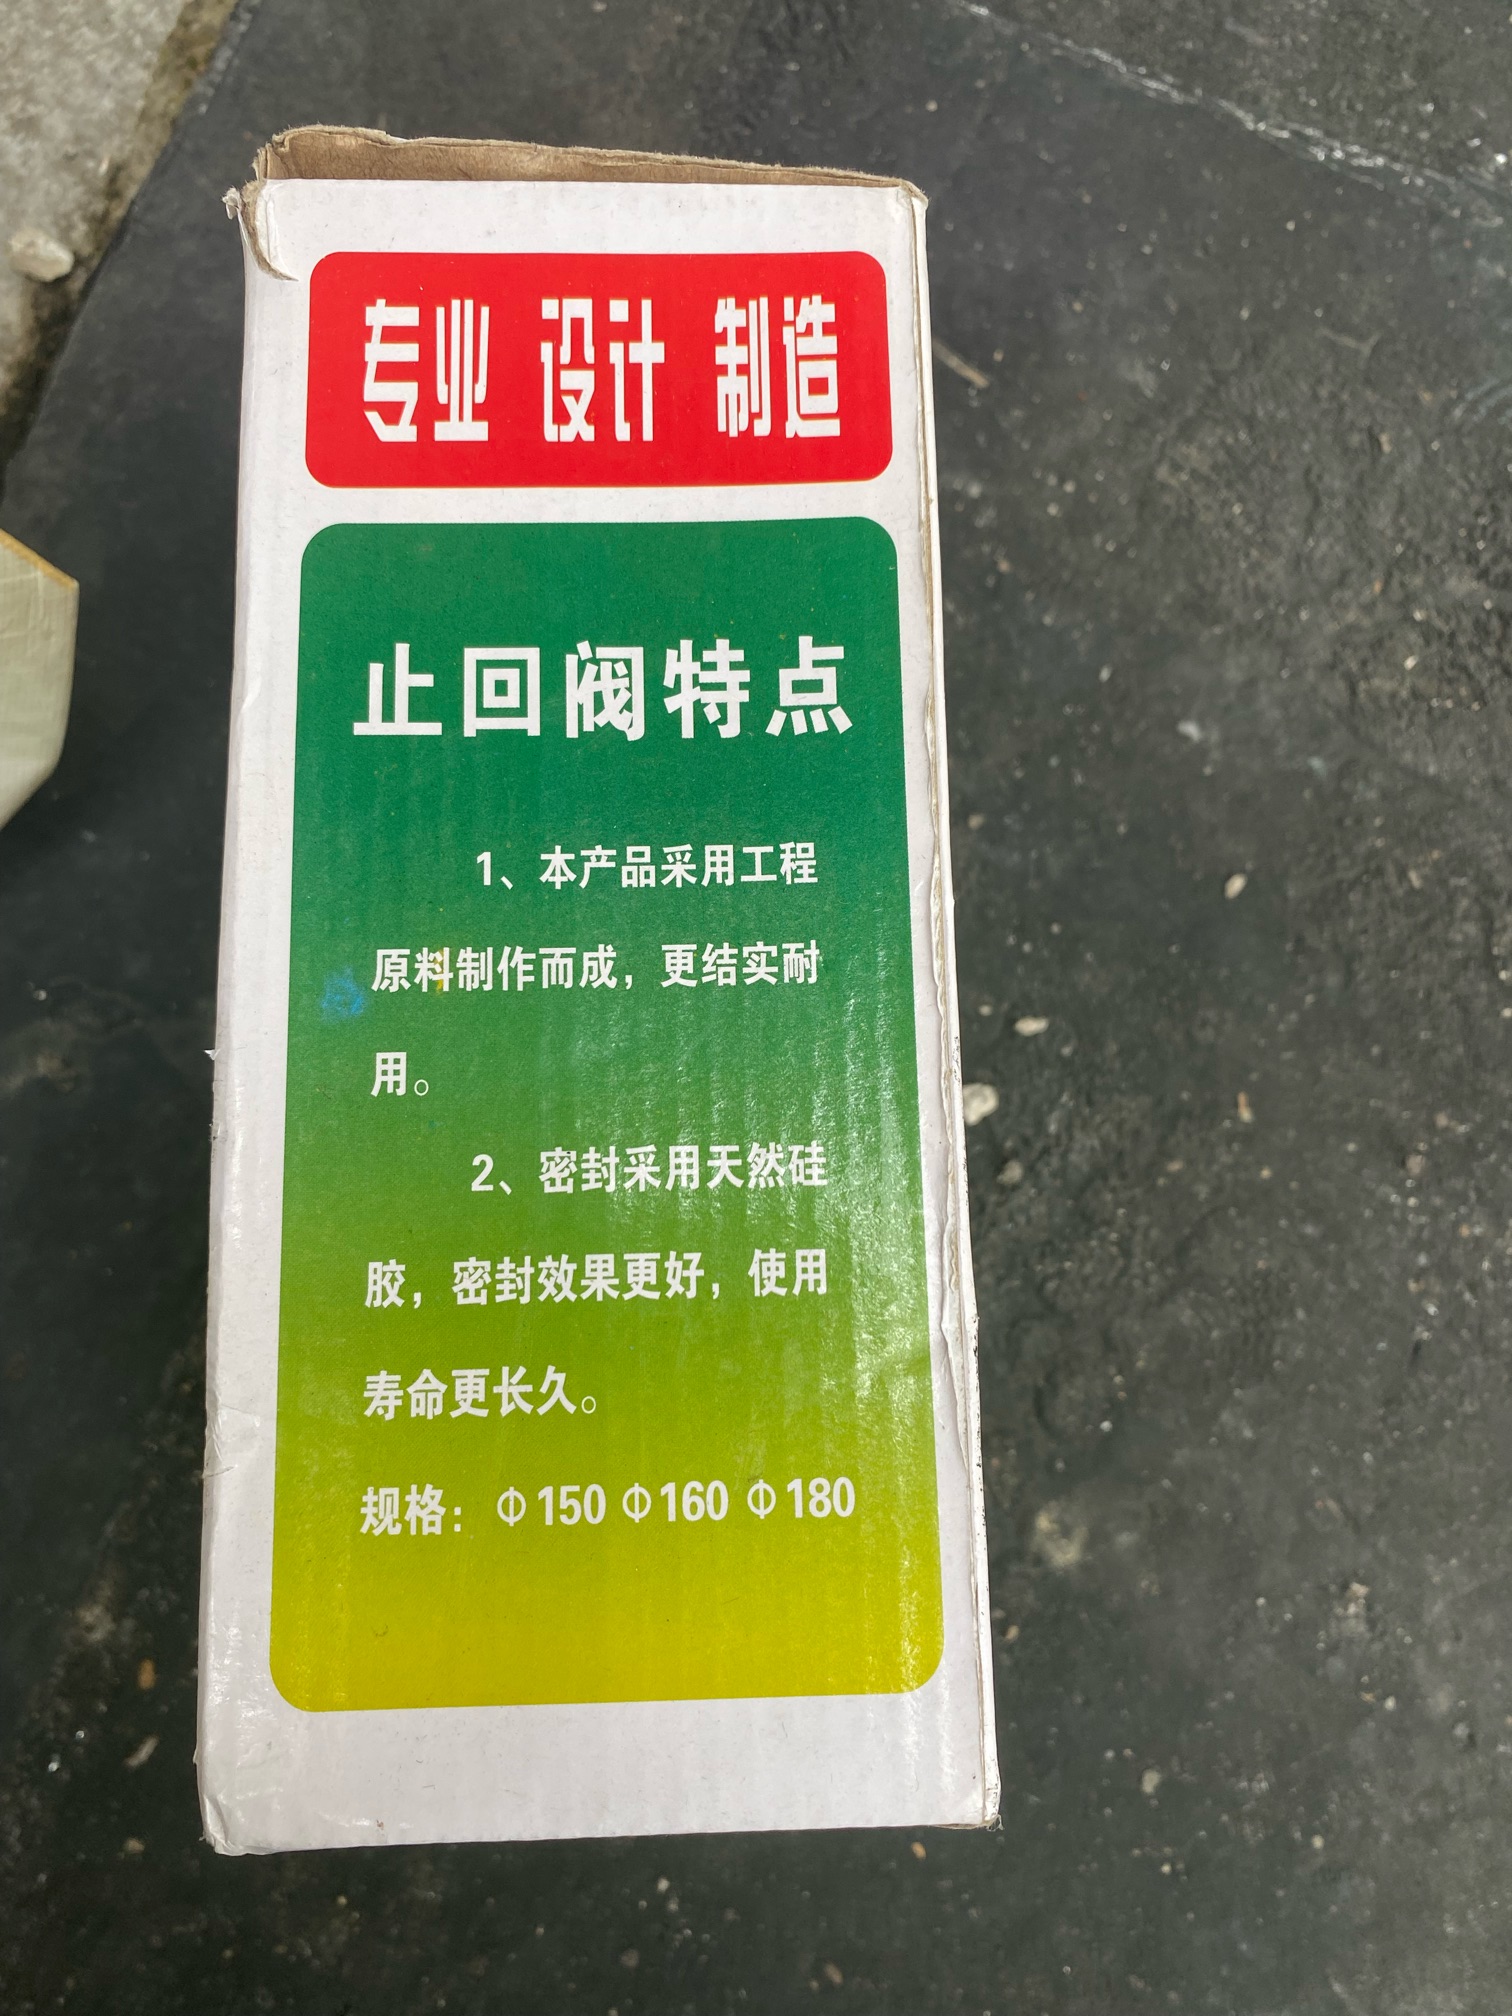 专业 设计 制造
止回阀特点
1、本产品采用工程
原料制作而成，更结实耐
用。
2、密封采用天然硅
胶，密封效果更好，使用
寿命更长久。
规格：Φ150 Φ160 Φ180